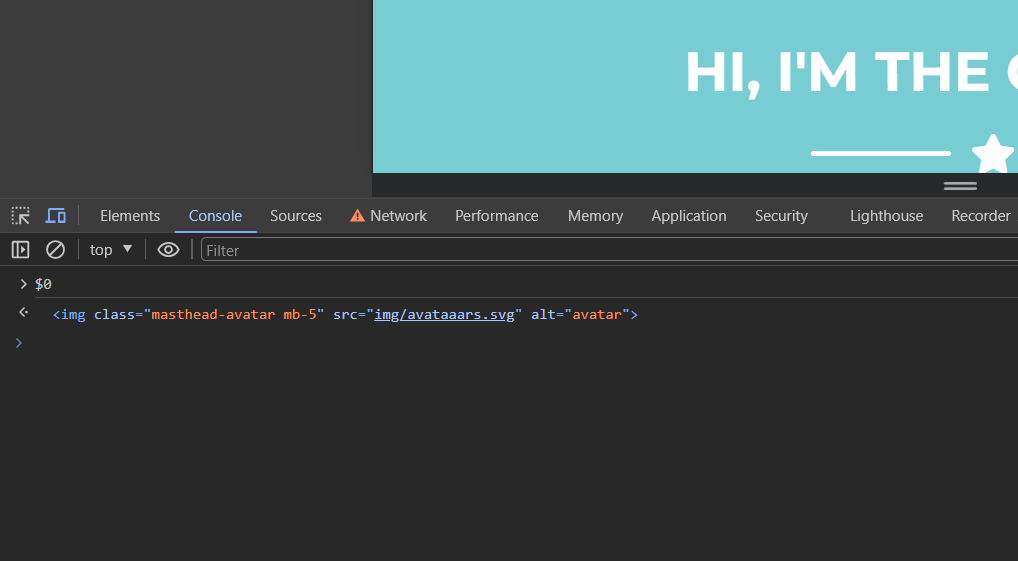 HI, I'M THE
Elements Console Sources Network Performance Memory Application Security Lighthouse Recorder
top Filter
$0
<img class="masthead-avatar mb-5" src="img/avataaars.svg" alt="avatar">